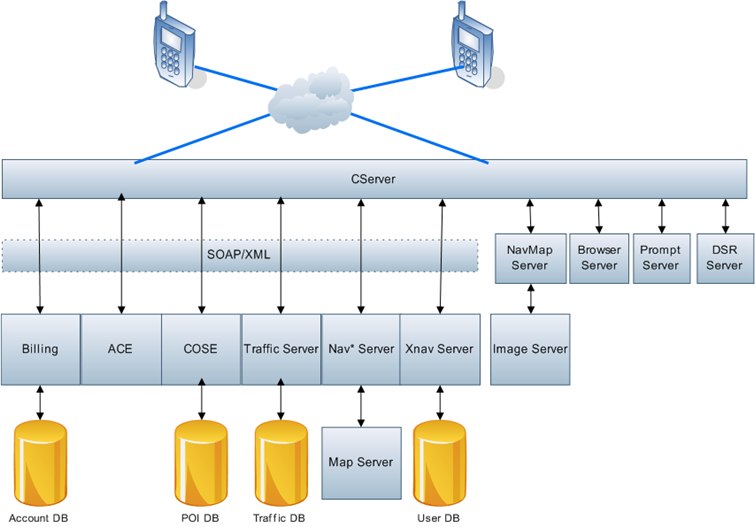 CServer
SOAP/XML
NavMap
Server
Browser
Server
Prompt
Server
DSR
Server
Billing
ACE
COSE
Traffic Server
Nav* Server
Xnav Server
Image Server
Map Server
Account DB
POI DB
Traffic DB
User DB